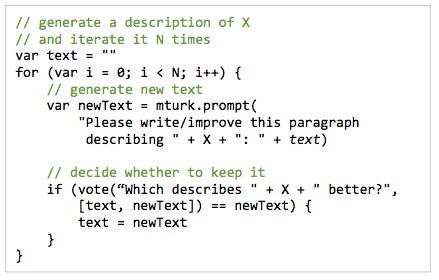 // generate a description of X
// and iterate it N times
var text = ""
for (var i = 0; i < N; i++) {
// generate new text
var newText = mturk.prompt(
"Please write/improve this paragraph
describing " + X + ": " + text)
// decide whether to keep it
if (vote(“Which describes " + X + " better?",
[text, newText]) == newText) {
text = newText
}
}